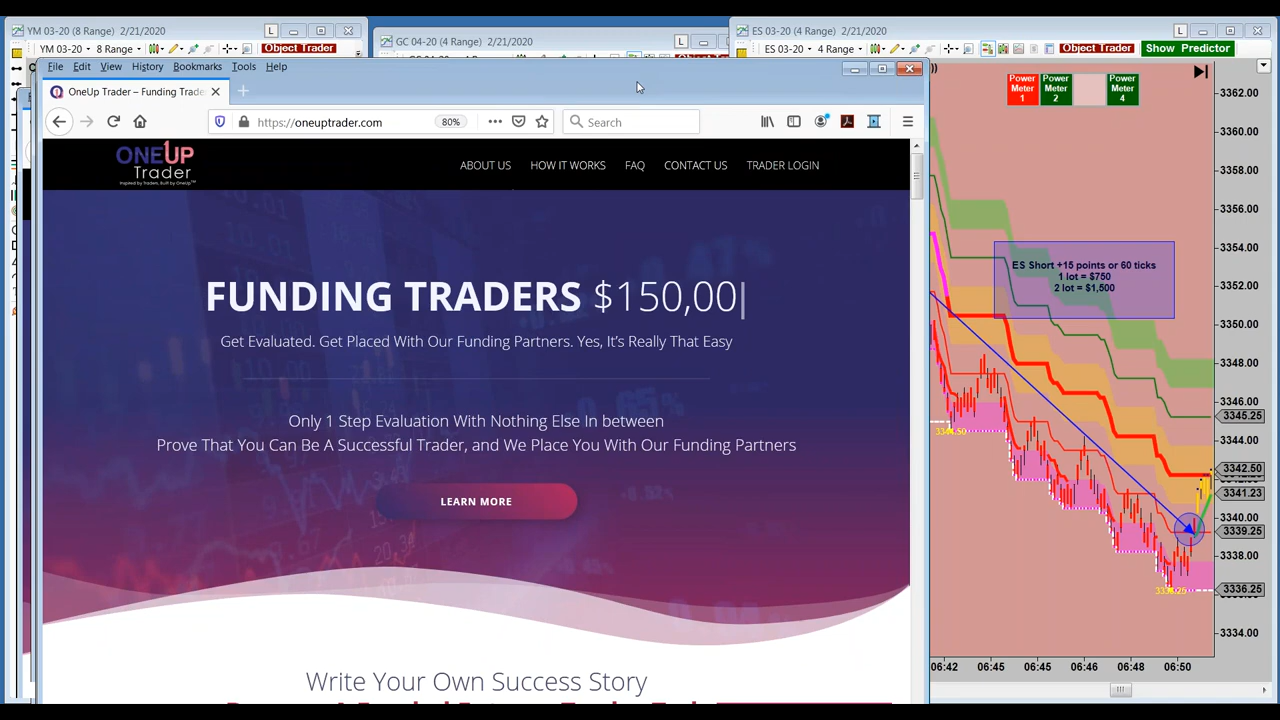 YM 03-20 (8 Range) 2/21/2020
L
YM 03-20 8 Range Object Trader
GC 04-20 (4 Range) 2/21/2020
L
ES 03-20 (4 Range) 2/21/2020
L
ES 03-20 4 Range Object Trader Show Predictor
File Edit View History Bookmarks Tools Help
OneUp Trader – Funding Trade
https://oneuptrader.com 80% Search
ONEUP
Trader
Inspired by Traders, Built by OneUp™
ABOUT US HOW IT WORKS FAQ CONTACT US TRADER LOGIN
FUNDING TRADERS $150,00|
Get Evaluated. Get Placed With Our Funding Partners. Yes, It's Really That Easy
Only 1 Step Evaluation With Nothing Else In between
Prove That You Can Be A Successful Trader, and We Place You With Our Funding Partners
LEARN MORE
Write Your Own Success Story
Power
Meter
1
Power
Meter
2
Power
Meter
4
ES Short +15 points or 60 ticks
1 lot = $750
2 lot = $1,500
3362.00
3360.00
3358.00
3356.00
3354.00
3352.00
3350.00
3348.00
3346.00
3345.25
3344.00
3342.50
3341.23
3340.00
3339.25
3338.00
3336.25
3334.00
3344.50
06:42 06:45 06:45 06:46 06:48 06:50